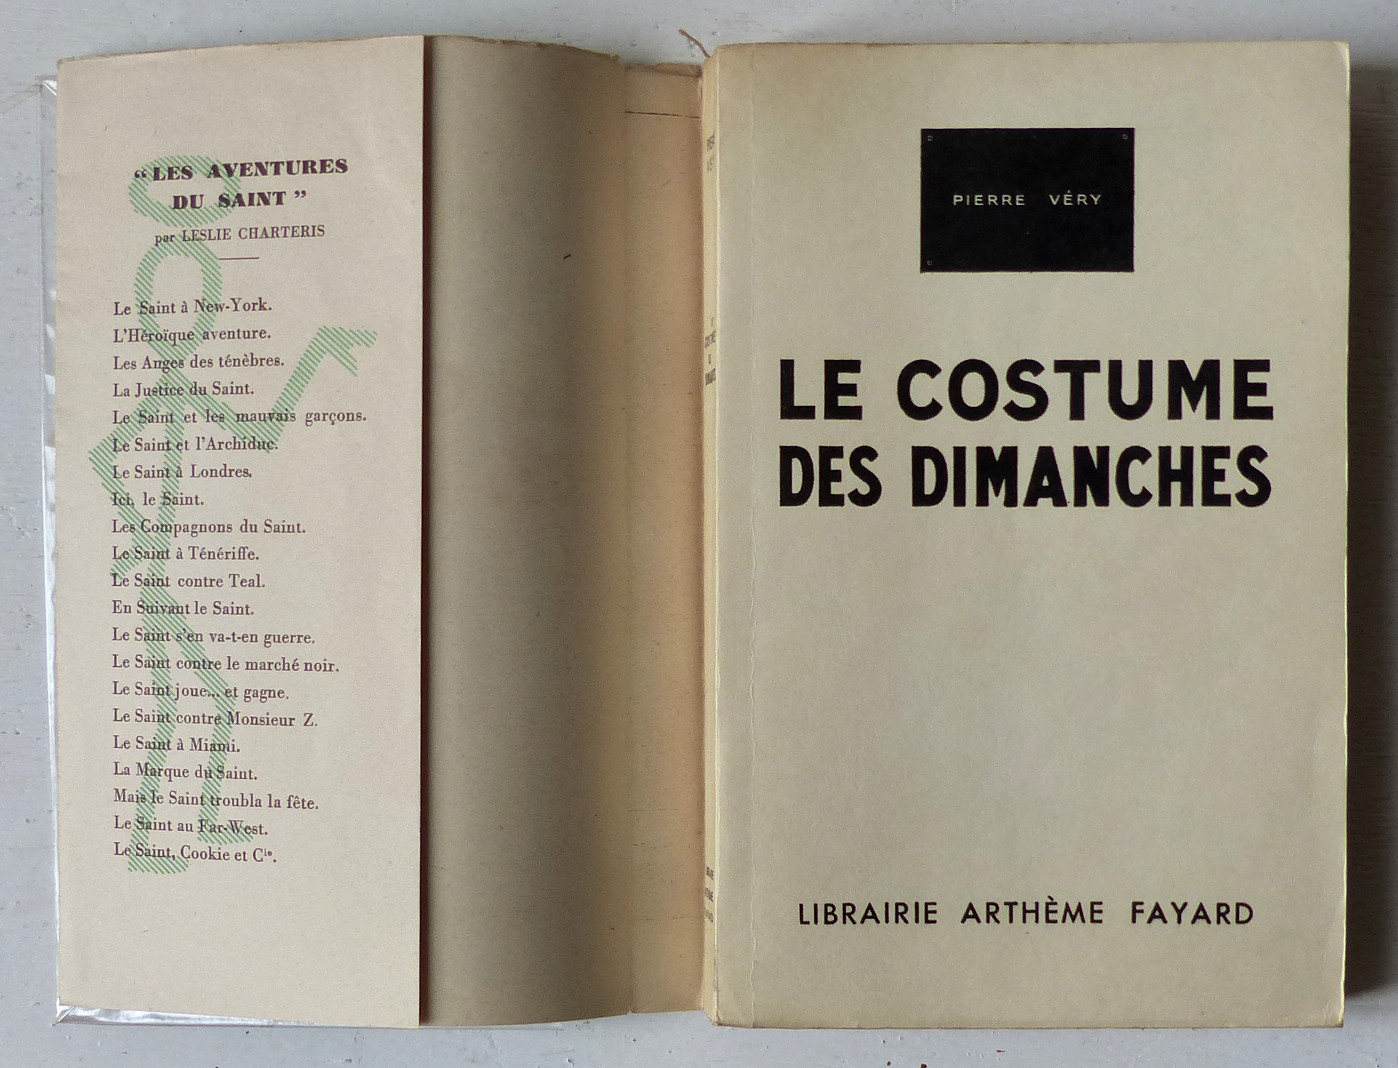 “LES AVENTURES
DU SAINT”
par LESLIE CHARTERIS
Le Saint à New-York.
L'Héroïque aventure.
Les Anges des ténèbres.
La Justice du Saint.
Le Saint et les mauvais garçons.
Le Saint et l'Archiduc.
Le Saint à Londres.
Ici, le Saint.
Les Compagnons du Saint.
Le Saint à Ténériffe.
Le Saint contre Teal.
En Suivant le Saint.
Le Saint s'en va-t-en guerre.
Le Saint contre le marché noir.
Le Saint joue... et gagne.
Le Saint contre Monsieur Z.
Le Saint à Miami.
La Marque du Saint.
Mais le Saint troubla la fête.
Le Saint au Far-West.
Le Saint, Cookie et Cie.
PIERRE VÉRY
LE COSTUME
DES DIMANCHES
LIBRAIRIE ARTHÈME FAYARD